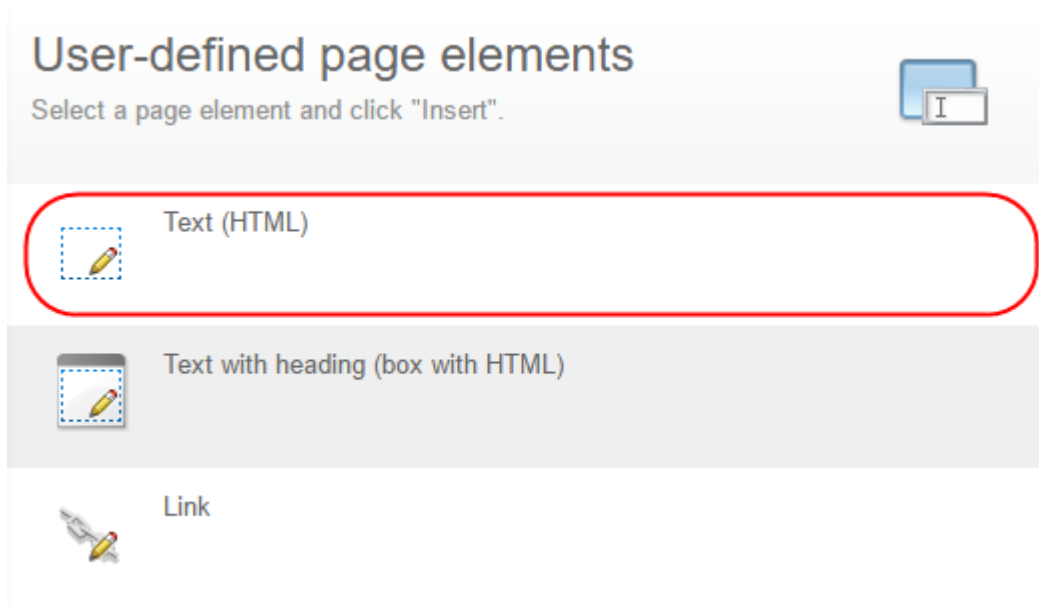 User-defined page elements
Select a page element and click "Insert".
Text (HTML)
Text with heading (box with HTML)
Link